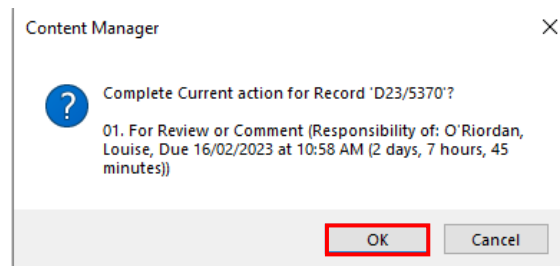 Content Manager
Complete Current action for Record 'D23/5370'?
01. For Review or Comment (Responsibility of: O'Riordan,
Louise, Due 16/02/2023 at 10:58 AM (2 days, 7 hours, 45
minutes))
OK
Cancel